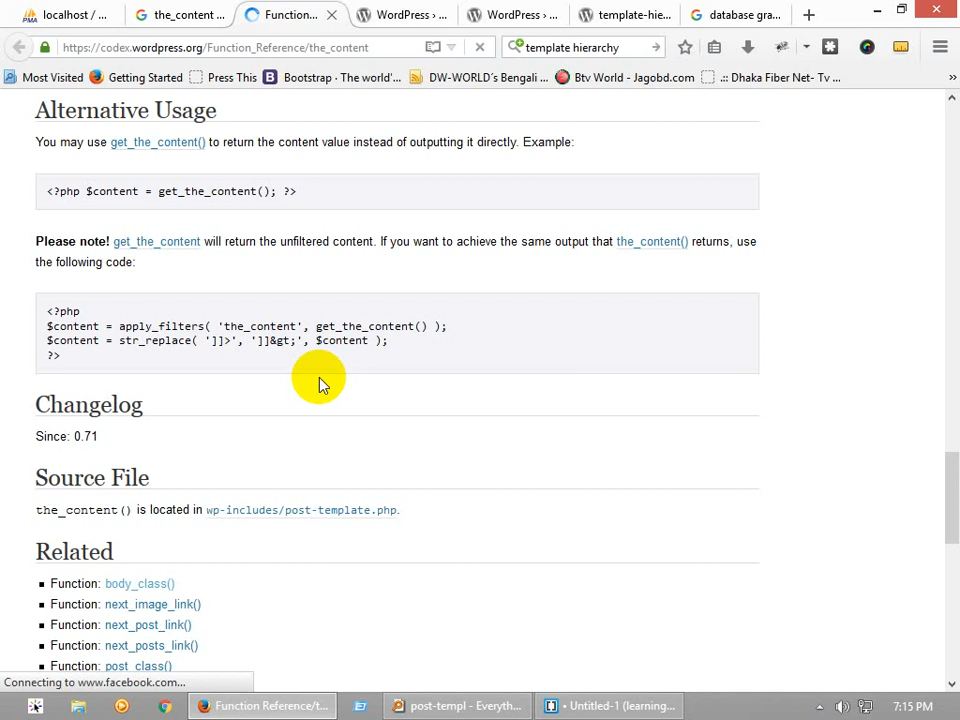 localhost / ...
the_content ...
Function...
WordPress › ...
WordPress › ...
template-hie...
database gra...
https://codex.wordpress.org/Function_Reference/the_content
template hierarchy
Most Visited
Getting Started
Press This
Bootstrap · The world'...
DW-WORLD´s Bengali ...
Btv World - Jagobd.com
.:: Dhaka Fiber Net- Tv ...
Alternative Usage
You may use get_the_content() to return the content value instead of outputting it directly. Example:
<?php $content = get_the_content(); ?>
Please note! get_the_content will return the unfiltered content. If you want to achieve the same output that the_content() returns, use
the following code:
<?php
$content = apply_filters( 'the_content', get_the_content() );
$content = str_replace( ']]>', ']]&gt;', $content );
?>
Changelog
Since: 0.71
Source File
the_content() is located in wp-includes/post-template.php.
Related
Function: body_class()
Function: next_image_link()
Function: next_post_link()
Function: next_posts_link()
Function: post_class()
Connecting to www.facebook.com...
Function Reference/t...
post-templ - Everyth...
• Untitled-1 (learning...
7:15 PM